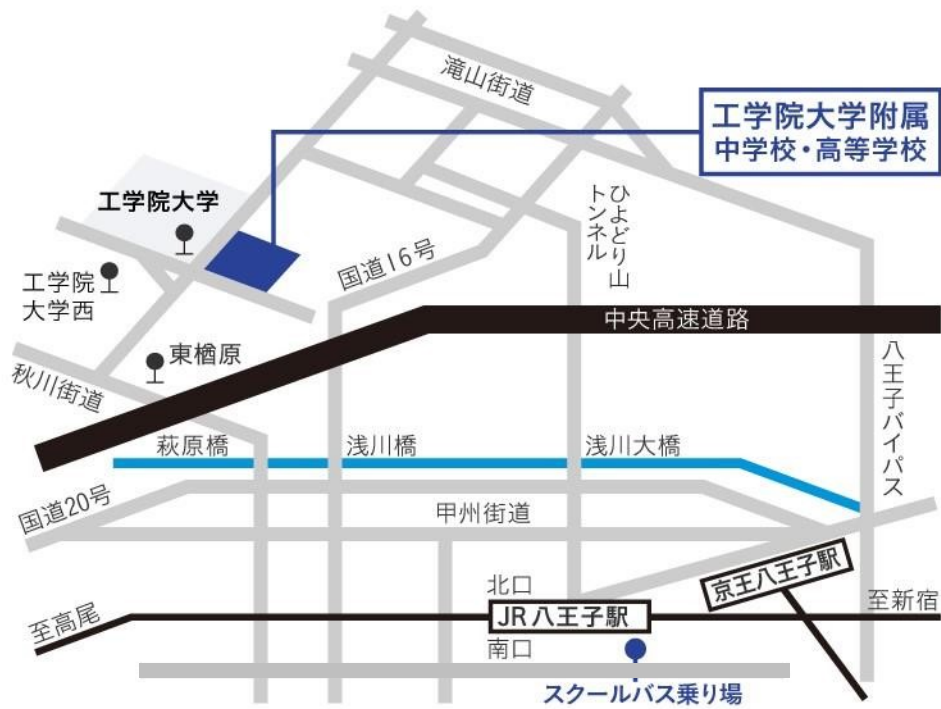 滝山街道
工学院大学附属
中学校・高等学校
工学院大学
ひよどり山
トンネル
国道16号
工学院
大学西
中央高速道路
東楢原
秋川街道
八王子バイパス
萩原橋
浅川橋
浅川大橋
国道20号
甲州街道
京王八王子駅
北口
至新宿
JR八王子駅
至高尾
南口
スクールバス乗り場